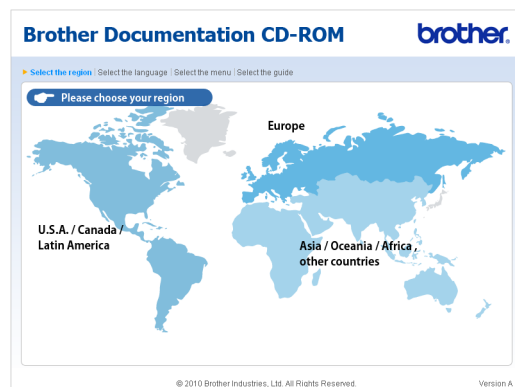 Brother Documentation CD-ROM
brother.
Select the region | Select the language | Select the menu | Select the guide
Please choose your region
Europe
U.S.A. / Canada /
Latin America
Asia / Oceania / Africa ,
other countries
© 2010 Brother Industries, Ltd. All Rights Reserved.
Version A